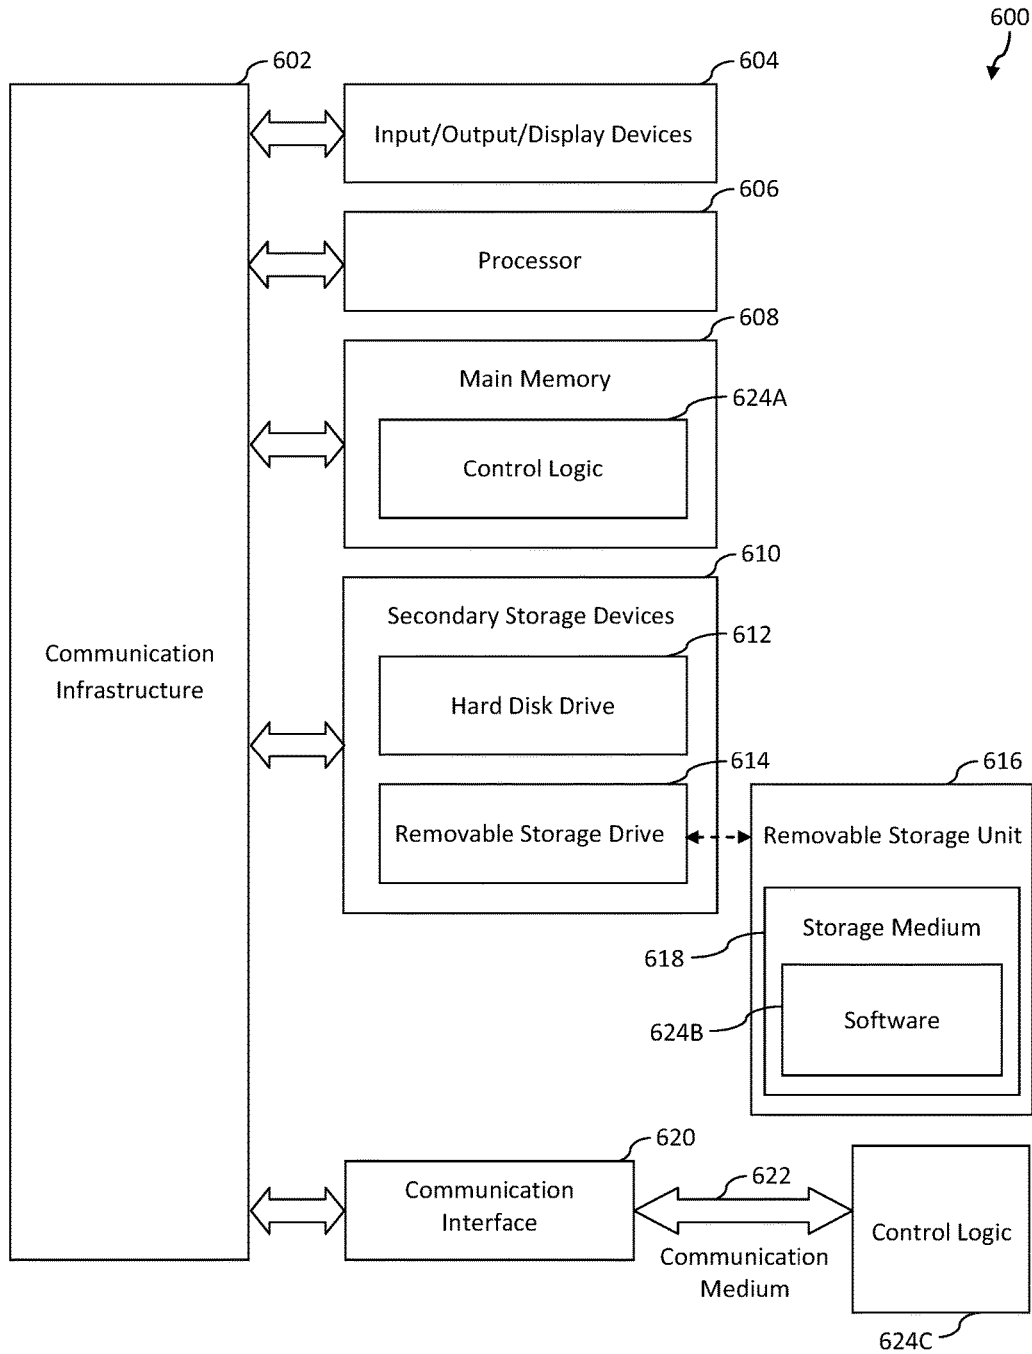 600
602
604
Input/Output/Display Devices
606
Processor
608
Main Memory
624A
Control Logic
610
Secondary Storage Devices
612
Hard Disk Drive
Communication
Infrastructure
614
Removable Storage Drive
616
Removable Storage Unit
Storage Medium
618
Software
624B
620
Communication
Interface
622
Communication
Medium
Control Logic
624C